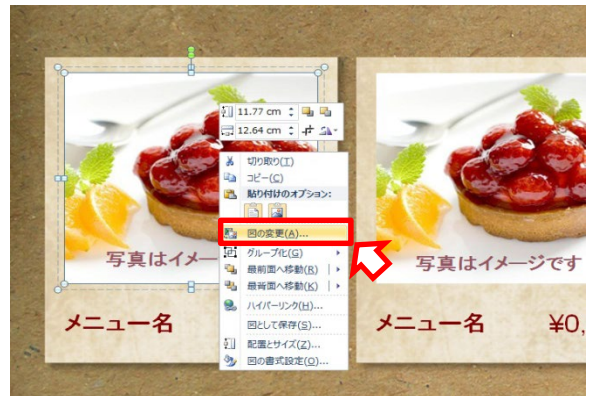 11.77 cm
12.64 cm
切り取り(T)
コピー(C)
貼り付けのオプション:
図の変更(A)...
グループ化(G)
最前面へ移動(R)
最背面へ移動(K)
ハイパーリンク(H)...
図として保存(S)...
配置とサイズ(Z)...
図の書式設定(O)...
写真はイメー
写真はイメージです
メニュー名
メニュー名 ¥0,